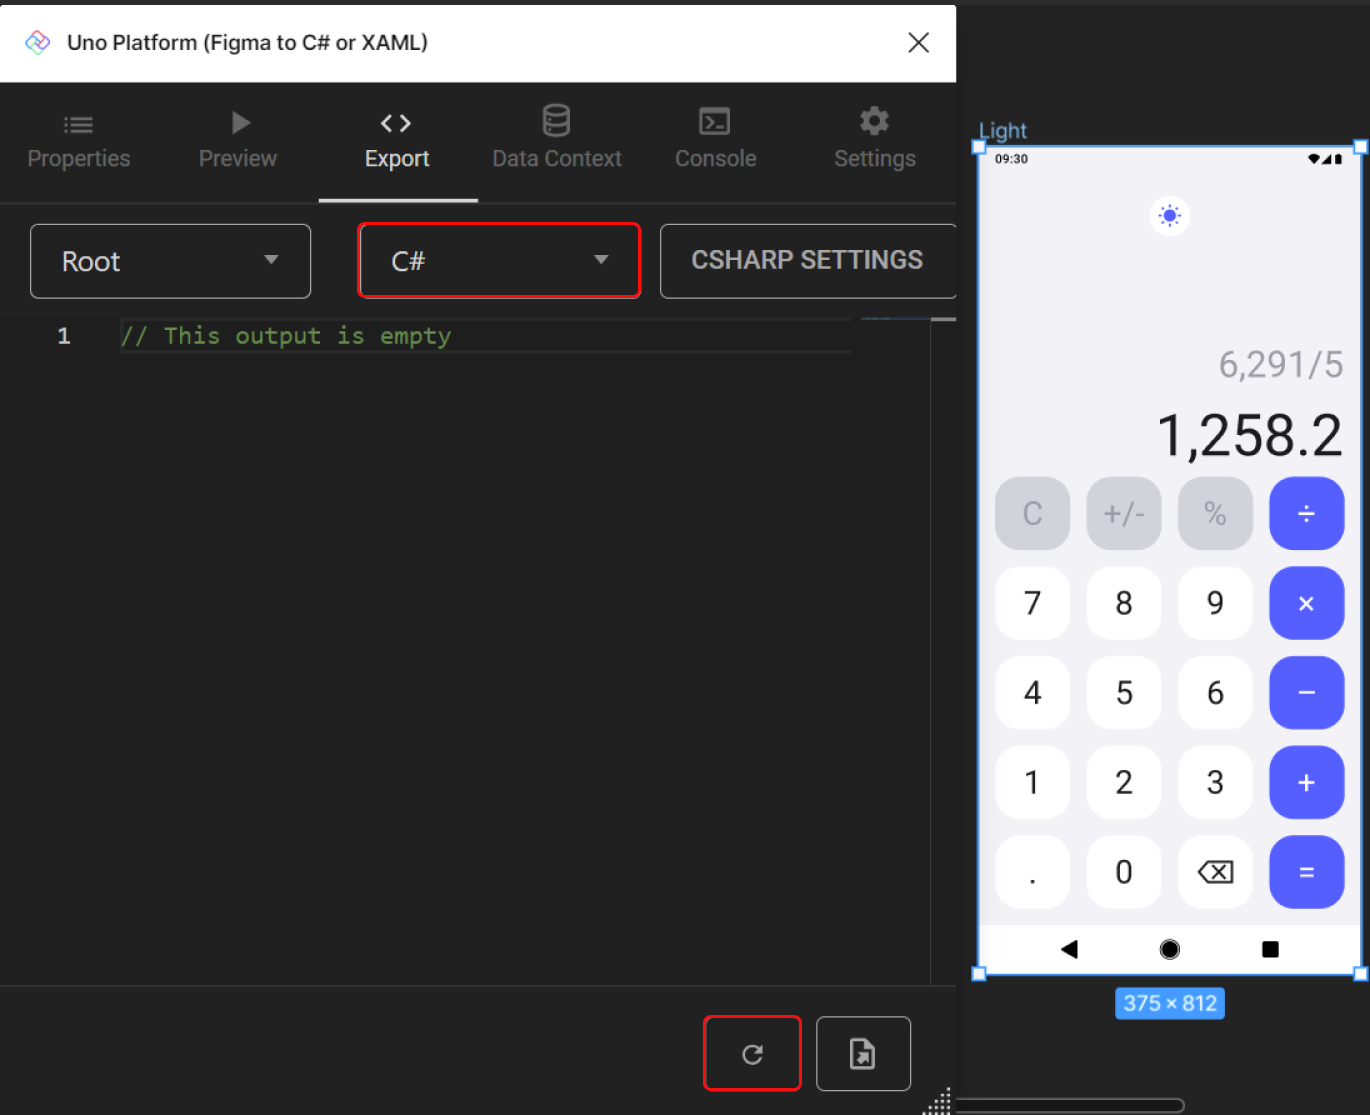 Uno Platform (Figma to C# or XAML)
Properties
Preview
Export
Data Context
Console
Settings
Root
C#
CSHARP SETTINGS
1 // This output is empty
Light
09:30
6,291/5
1,258.2
C +/- % ÷
7 8 9 ×
4 5 6 −
1 2 3 +
. 0 =
375 × 812